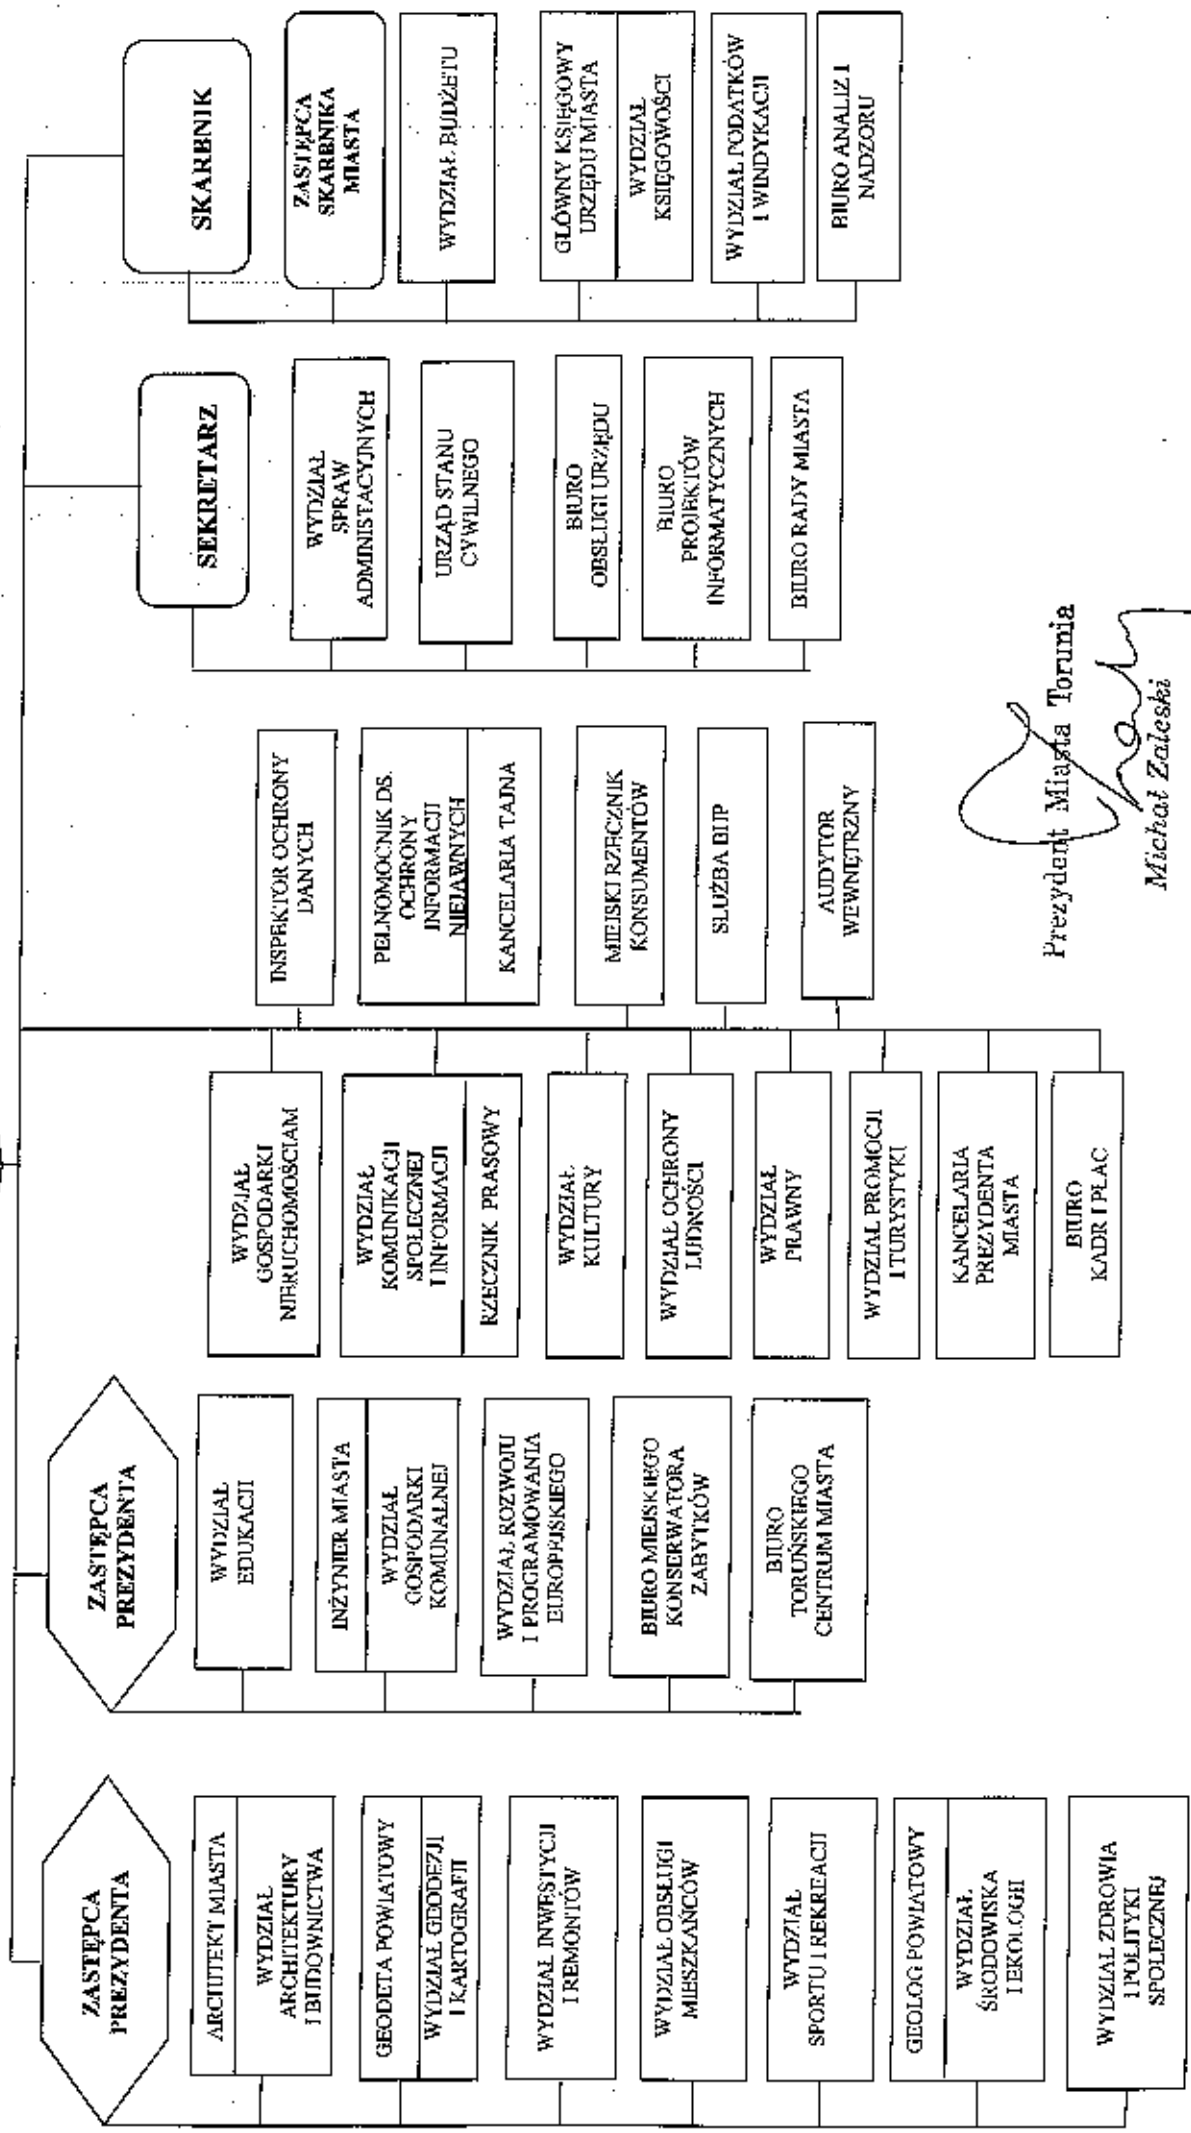 ZASTĘPCA
PREZYDENTA
ARCHITEKT MIASTA
WYDZIAŁ
ARCHITEKTURY
I BUDOWNICTWA
GEODETA POWIATOWY
WYDZIAŁ GEODEZJI
I KARTOGRAFII
WYDZIAŁ INWESTYCJI
I REMONTÓW
WYDZIAŁ OBSŁUGI
MIESZKAŃCÓW
WYDZIAŁ
SPORTU I REKREACJI
GEOLOG POWIATOWY
WYDZIAŁ
ŚRODOWISKA
I EKOLOGII
WYDZIAŁ ZDROWIA
I POLITYKI
SPOŁECZNEJ
ZASTĘPCA
PREZYDENTA
WYDZIAŁ
EDUKACJI
INŻYNIER MIASTA
WYDZIAŁ
GOSPODARKI
KOMUNALNEJ
WYDZIAŁ ROZWOJU
I PROGRAMOWANIA
EUROPEJSKIEGO
BIURO MIEJSKIEGO
KONSERWATORA
ZABYTKÓW
BIURO
TORUŃSKIEGO
CENTRUM MIASTA
WYDZIAŁ
GOSPODARKI
NIERUCHOMOŚCIAMI
WYDZIAŁ
KOMUNIKACJI
SPOŁECZNEJ
I INFORMACJI
RZECZNIK PRASOWY
WYDZIAŁ
KULTURY
WYDZIAŁ OCHRONY
LUDNOŚCI
WYDZIAŁ
PRAWNY
WYDZIAŁ PROMOCJI
I TURYSTYKI
KANCELARIA
PREZYDENTA
MIASTA
BIURO
KADR I PŁAC
INSPEKTOR OCHRONY
DANYCH
PEŁNOMOCNIK DS.
OCHRONY
INFORMACJI
NIEJAWNYCH
KANCELARIA TAJNA
MIEJSKI RZECZNIK
KONSUMENTÓW
SŁUŻBA BHP
AUDYTOR
WEWNĘTRZNY
SEKRETARZ
WYDZIAŁ
SPRAW
ADMINISTACYJNYCH
URZĄD STANU
CYWILNEGO
BIURO
OBSŁUGI URZĘDU
BIURO
PROJEKTÓW
INFORMATYCZNYCH
BIURO RADY MIASTA
SKARBNIK
ZASTĘPCA
SKARBNIKA
MIASTA
WYDZIAŁ BUDŻETU
GŁÓWNY KSIĘGOWY
URZĘDU MIASTA
WYDZIAŁ
KSIĘGOWOŚCI
WYDZIAŁ PODATKÓW
I WINDYKACJI
BIURO ANALIZ I
NADZORU
Prezydent Miasta Torunia
Michał Zaleski